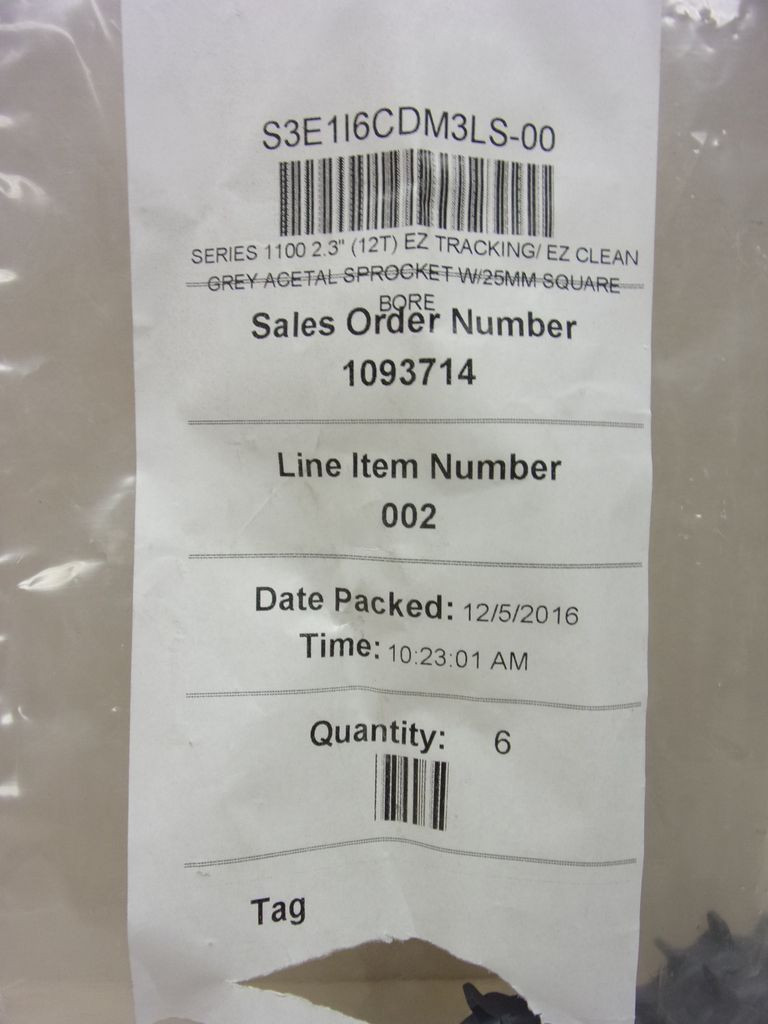 S3E1I6CDM3LS-00
SERIES 1100 2.3" (12T) EZ TRACKING/ EZ CLEAN
GREY ACETAL SPROCKET W/25MM SQUARE
BORE
Sales Order Number
1093714
Line Item Number
002
Date Packed: 12/5/2016
Time: 10:23:01 AM
Quantity: 6
Tag